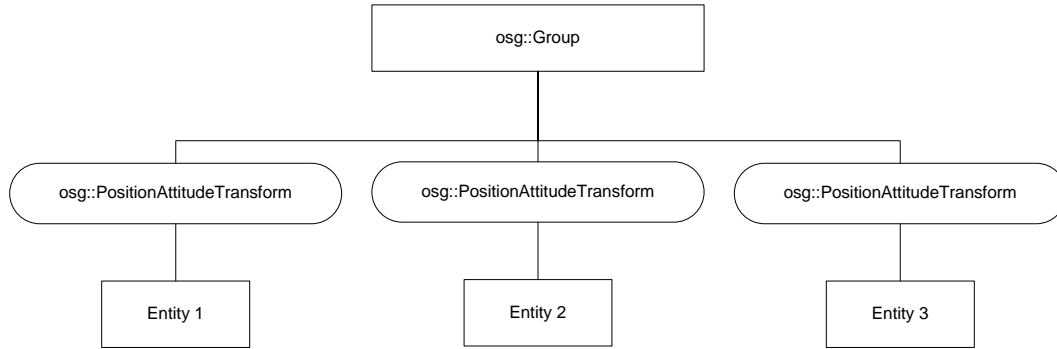 osg::Group
osg::PositionAttitudeTransform
osg::PositionAttitudeTransform
osg::PositionAttitudeTransform
Entity 1
Entity 2
Entity 3